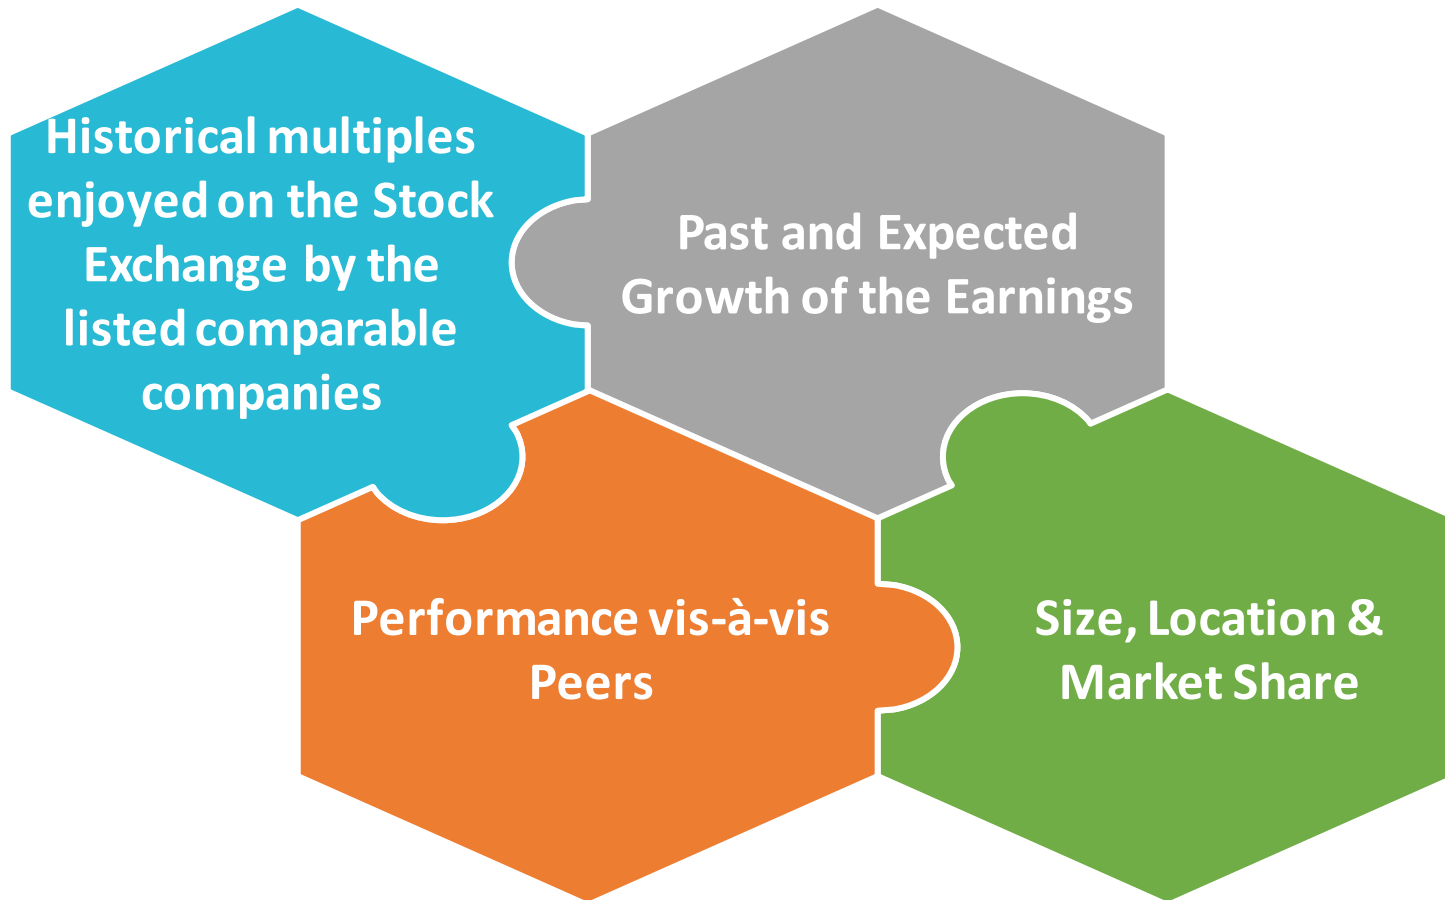 Historical multiples
enjoyed on the Stock
Exchange by the
listed comparable
companies
Past and Expected
Growth of the Earnings
Performance vis-à-vis
Peers
Size, Location &
Market Share